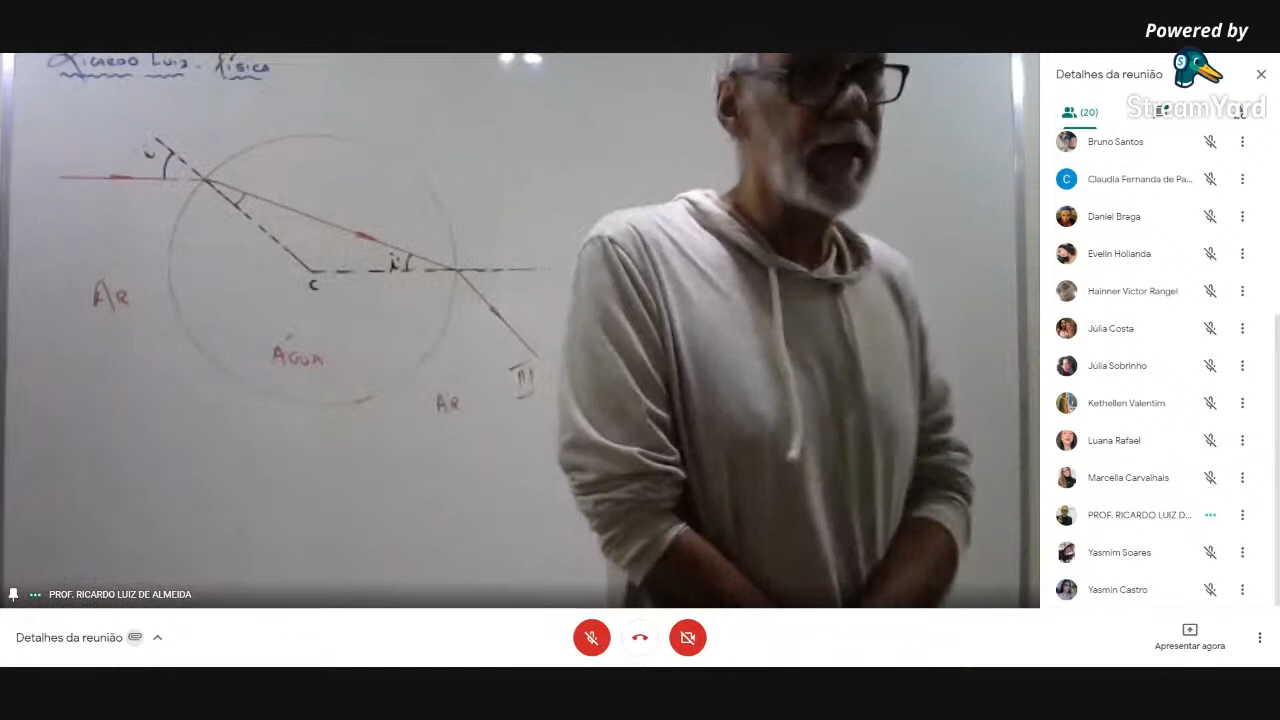 Powered by
StreamYard
RICARDO LUIZ - FÍSICA
i
C
AR
ÁGUA
AR
III
PROF. RICARDO LUIZ DE ALMEIDA
Detalhes da reunião
(20)
Bruno Santos
Claudia Fernanda de Pa...
Daniel Braga
Evelin Hollanda
Hainner Victor Rangel
Júlia Costa
Júlia Sobrinho
Kethellen Valentim
Luana Rafael
Marcella Carvalhais
PROF. RICARDO LUIZ D...
Yasmim Soares
Yasmin Castro
Detalhes da reunião
Apresentar agora